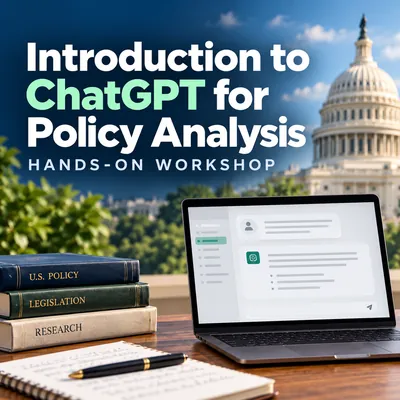 Introduction to
ChatGPT for
Policy Analysis
HANDS-ON WORKSHOP
U.S. POLICY
LEGISLATION
RESEARCH